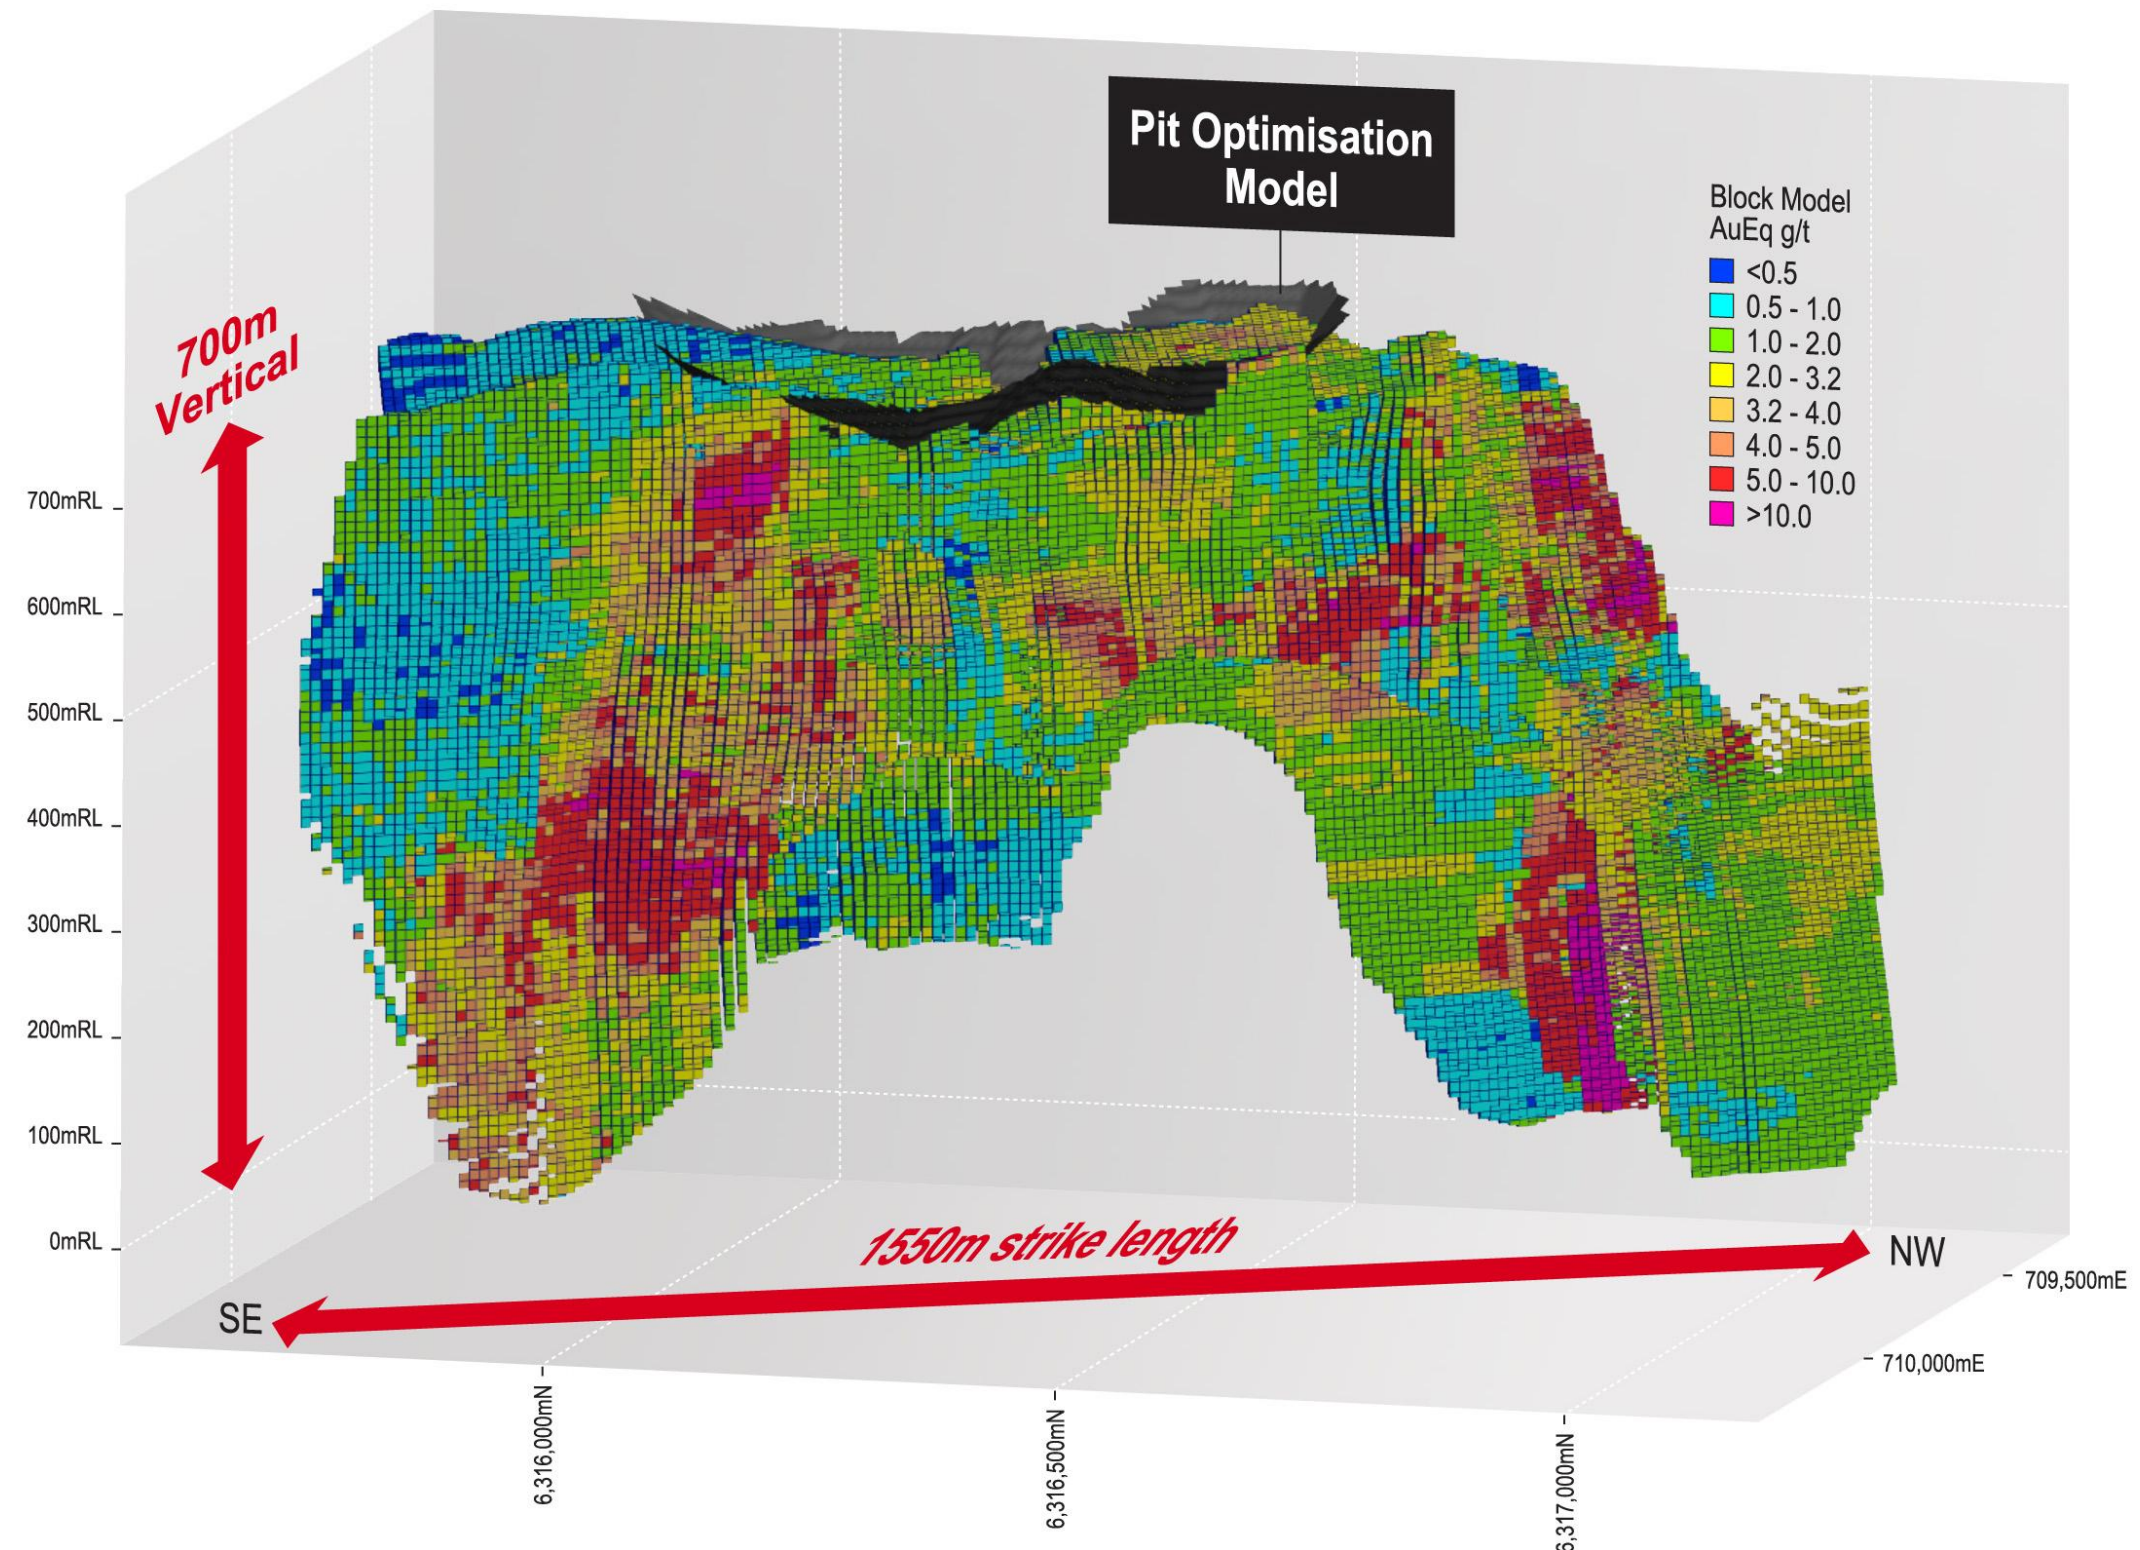 Pit Optimisation
Model
Block Model
AuEq g/t
<0.5
0.5 - 1.0
1.0 - 2.0
2.0 - 3.2
3.2 - 4.0
4.0 - 5.0
5.0 - 10.0
>10.0
700m
Vertical
700mRL
600mRL
500mRL
400mRL
300mRL
200mRL
100mRL
0mRL
1550m strike length
SE
NW
709,500mE
710,000mE
6,316,000mN
6,316,500mN
6,317,000mN